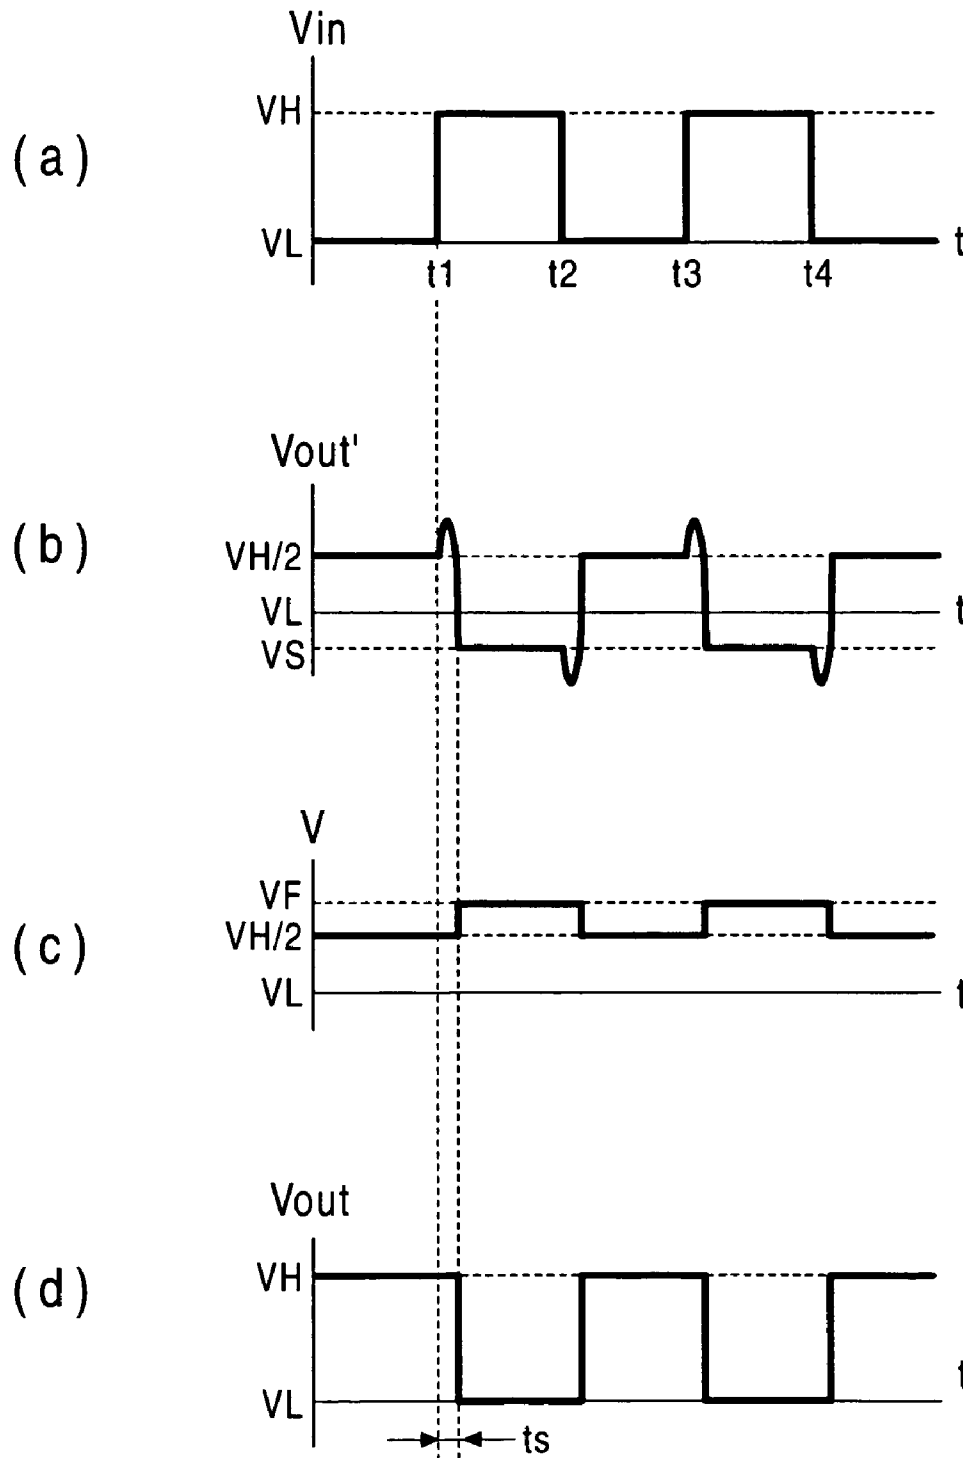 Vin
VH
(a)
VL
t
t1 t2 t3 t4
Vout'
(b)
VH/2
VL
t
VS
V
VF
(c)
VH/2
VL
t
Vout
VH
(d)
t
VL
ts